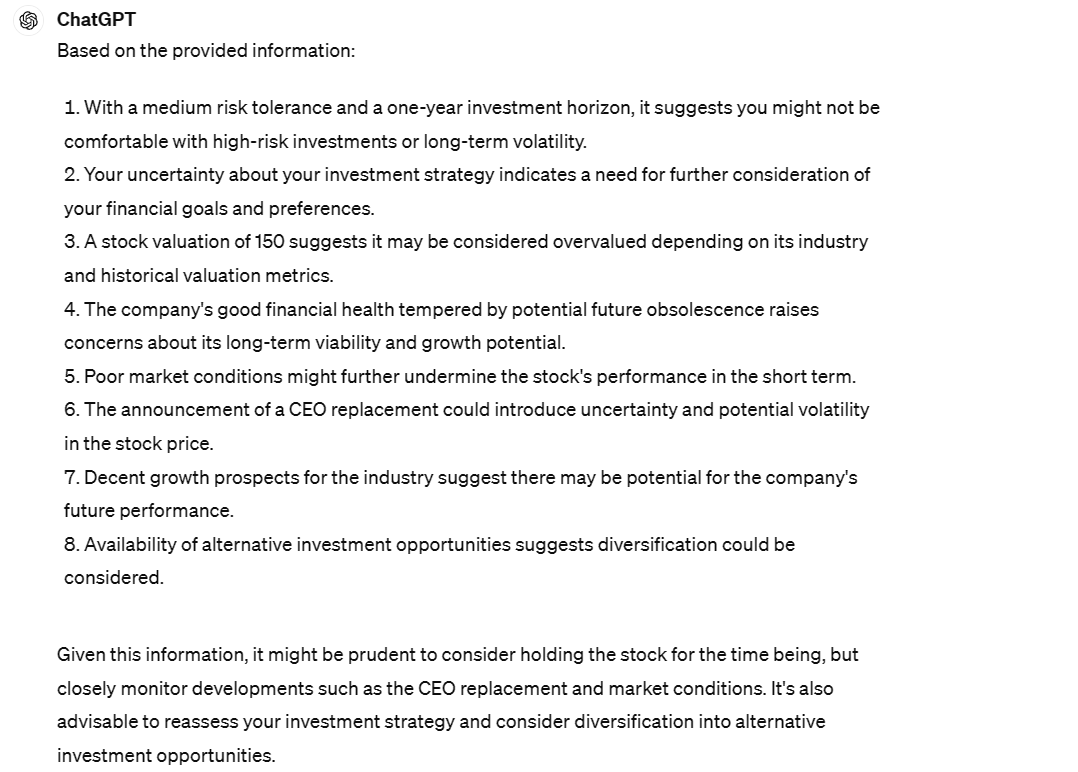 ChatGPT
Based on the provided information:
1. With a medium risk tolerance and a one-year investment horizon, it suggests you might not be
comfortable with high-risk investments or long-term volatility.
2. Your uncertainty about your investment strategy indicates a need for further consideration of
your financial goals and preferences.
3. A stock valuation of 150 suggests it may be considered overvalued depending on its industry
and historical valuation metrics.
4. The company's good financial health tempered by potential future obsolescence raises
concerns about its long-term viability and growth potential.
5. Poor market conditions might further undermine the stock's performance in the short term.
6. The announcement of a CEO replacement could introduce uncertainty and potential volatility
in the stock price.
7. Decent growth prospects for the industry suggest there may be potential for the company's
future performance.
8. Availability of alternative investment opportunities suggests diversification could be
considered.
Given this information, it might be prudent to consider holding the stock for the time being, but
closely monitor developments such as the CEO replacement and market conditions. It's also
advisable to reassess your investment strategy and consider diversification into alternative
investment opportunities.